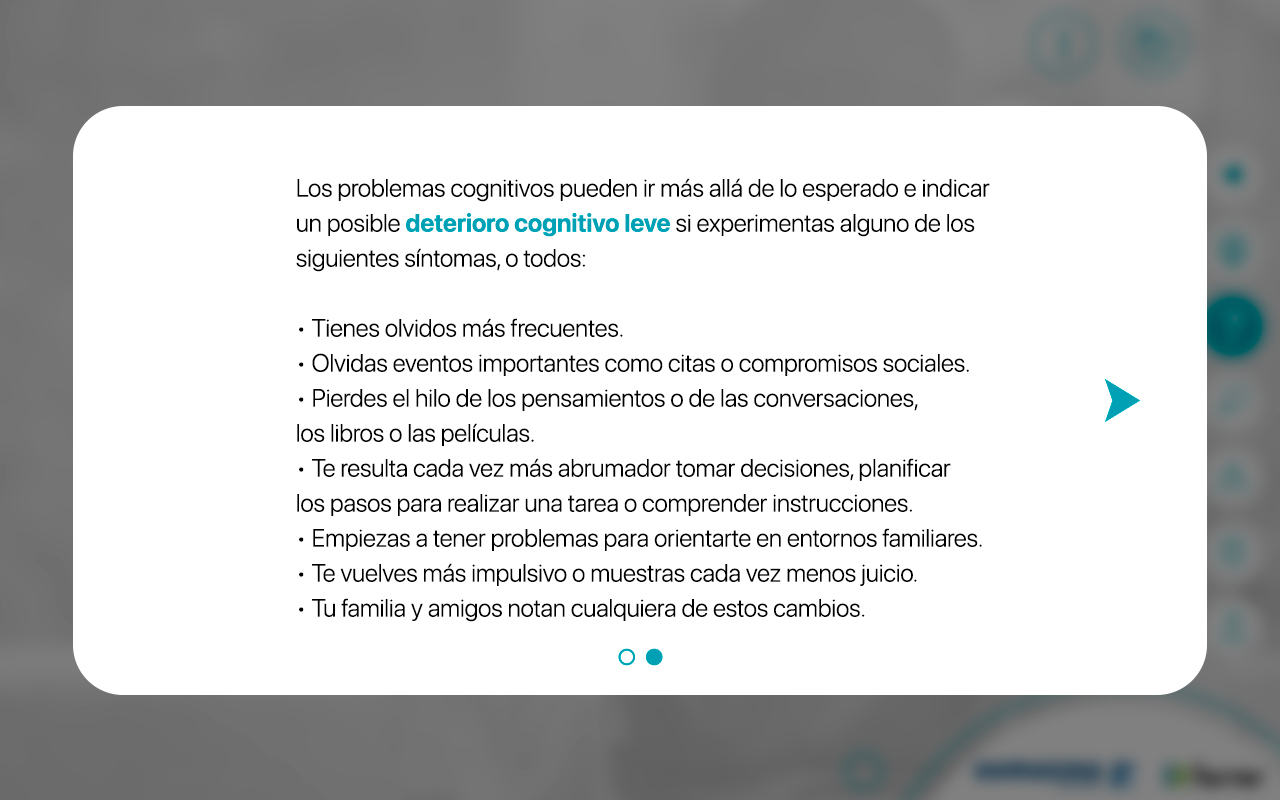 Los problemas cognitivos pueden ir más allá de lo esperado e indicar
un posible deterioro cognitivo leve si experimentas alguno de los
siguientes síntomas, o todos:
• Tienes olvidos más frecuentes.
• Olvidas eventos importantes como citas o compromisos sociales.
• Pierdes el hilo de los pensamientos o de las conversaciones,
los libros o las películas.
• Te resulta cada vez más abrumador tomar decisiones, planificar
los pasos para realizar una tarea o comprender instrucciones.
• Empiezas a tener problemas para orientarte en entornos familiares.
• Te vuelves más impulsivo o muestras cada vez menos juicio.
• Tu familia y amigos notan cualquiera de estos cambios.